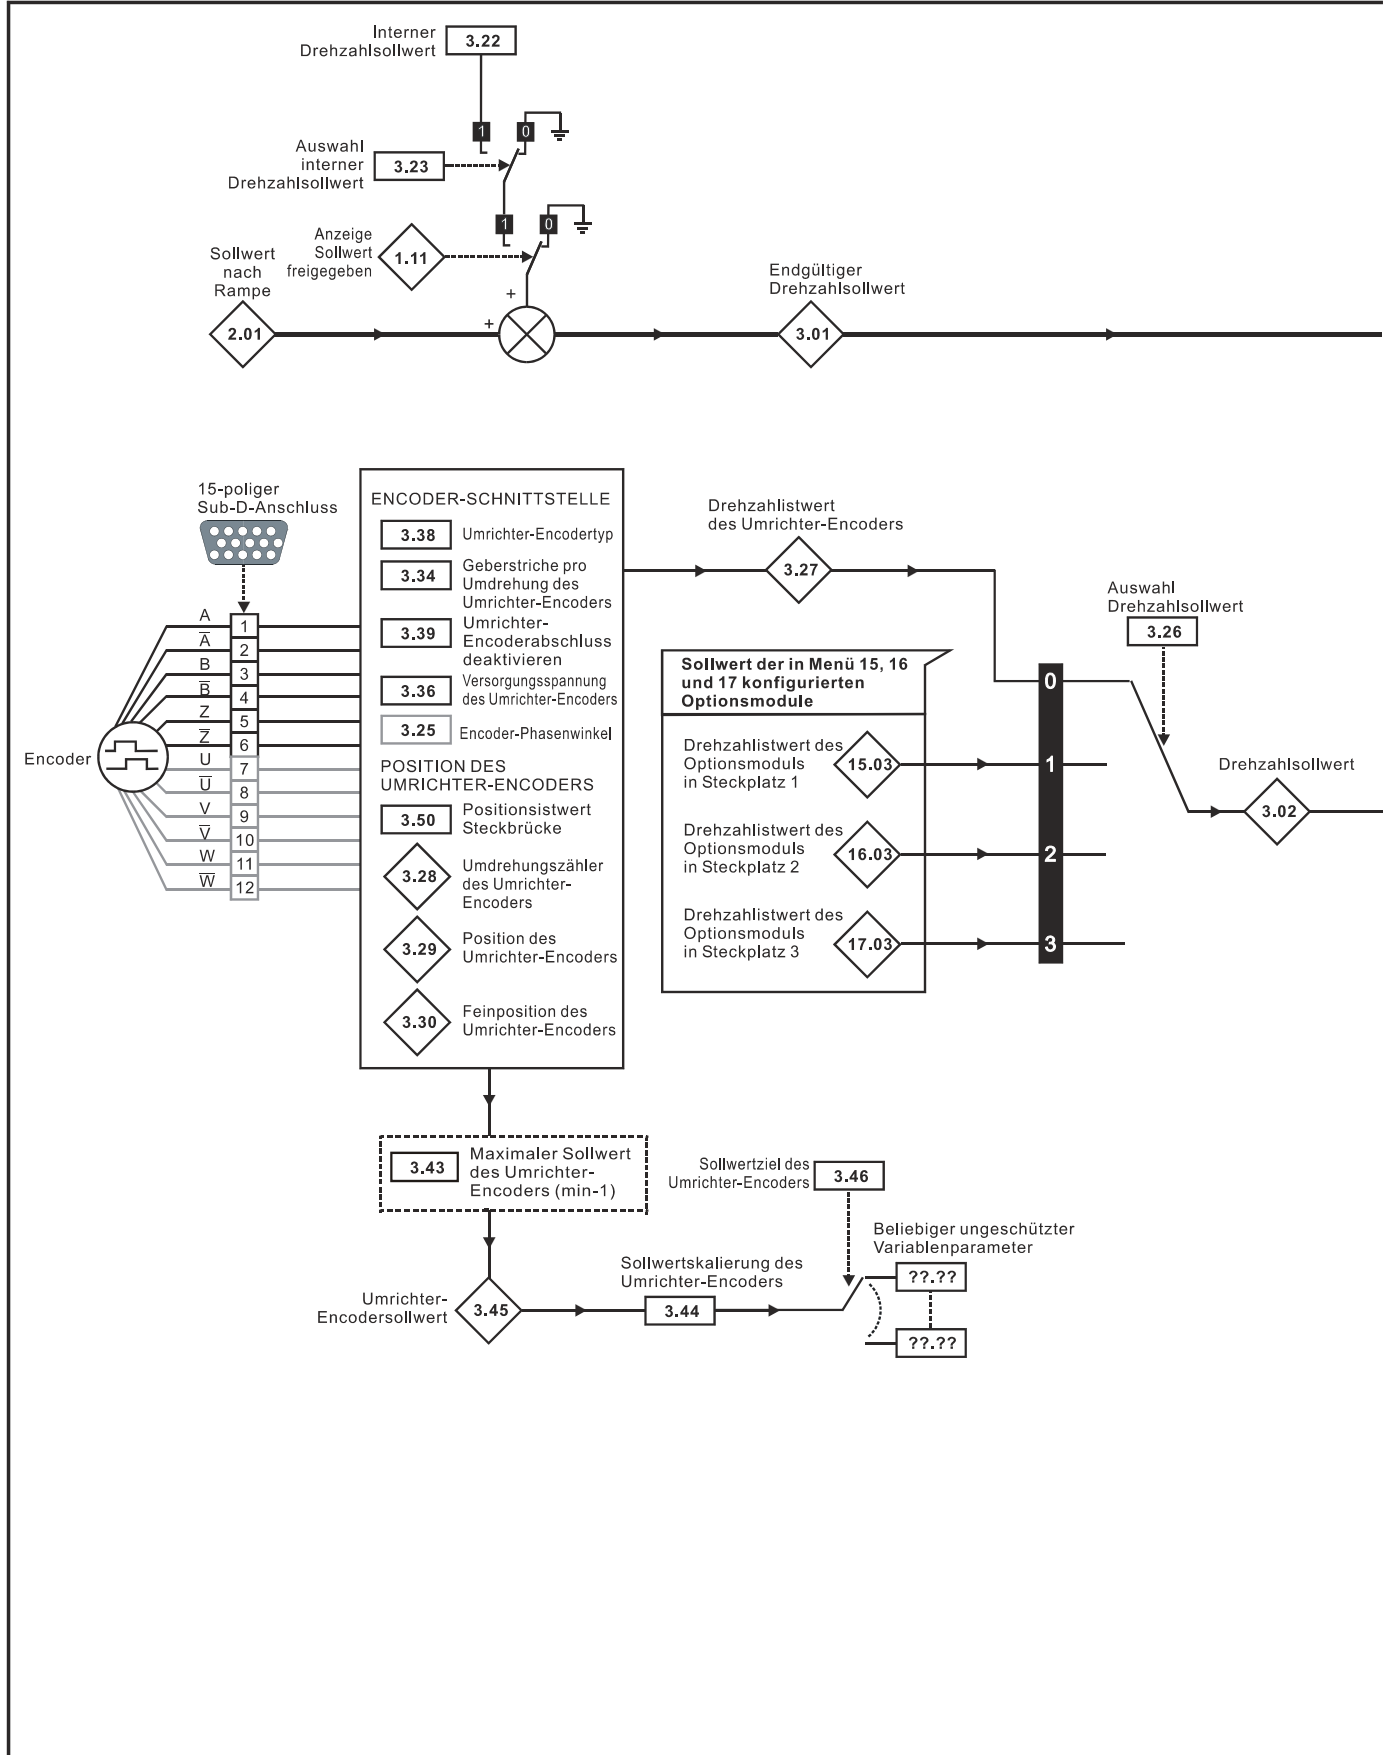 Interner
Drehzahlsollwert
3.22
1
0
Auswahl
interner
Drehzahlsollwert
3.23
1
0
Anzeige
Sollwert
freigegeben
1.11
Sollwert
nach
Rampe
2.01
+
+
Endgültiger
Drehzahlsollwert
3.01
15-poliger
Sub-D-Anschluss
Encoder
A
A̅
B
B̅
Z
Z̅
U
U̅
V
V̅
W
W̅
1
2
3
4
5
6
7
8
9
10
11
12
ENCODER-SCHNITTSTELLE
3.38 Umrichter-Encodertyp
3.34 Geberstriche pro
Umdrehung des
Umrichter-Encoders
3.39 Umrichter-
Encoderabschluss
deaktivieren
3.36 Versorgungsspannung
des Umrichter-Encoders
3.25 Encoder-Phasenwinkel
POSITION DES
UMRICHTER-ENCODERS
3.50 Positionsistwert
Steckbrücke
3.28 Umdrehungszähler
des Umrichter-
Encoders
3.29 Position des
Umrichter-Encoders
3.30 Feinposition des
Umrichter-Encoders
Drehzahlistwert
des Umrichter-Encoders
3.27
Sollwert der in Menü 15, 16
und 17 konfigurierten
Optionsmodule
Drehzahlistwert des
Optionsmoduls
in Steckplatz 1
15.03
Drehzahlistwert des
Optionsmoduls
in Steckplatz 2
16.03
Drehzahlistwert des
Optionsmoduls
in Steckplatz 3
17.03
0
1
2
3
Auswahl
Drehzahlsollwert
3.26
Drehzahlsollwert
3.02
3.43 Maximaler Sollwert
des Umrichter-
Encoders (min-1)
Umrichter-
Encodersollwert
3.45
Sollwertskalierung des
Umrichter-Encoders
3.44
Sollwertziel des
Umrichter-Encoders
3.46
Beliebiger ungeschützter
Variablenparameter
??.??
??.??